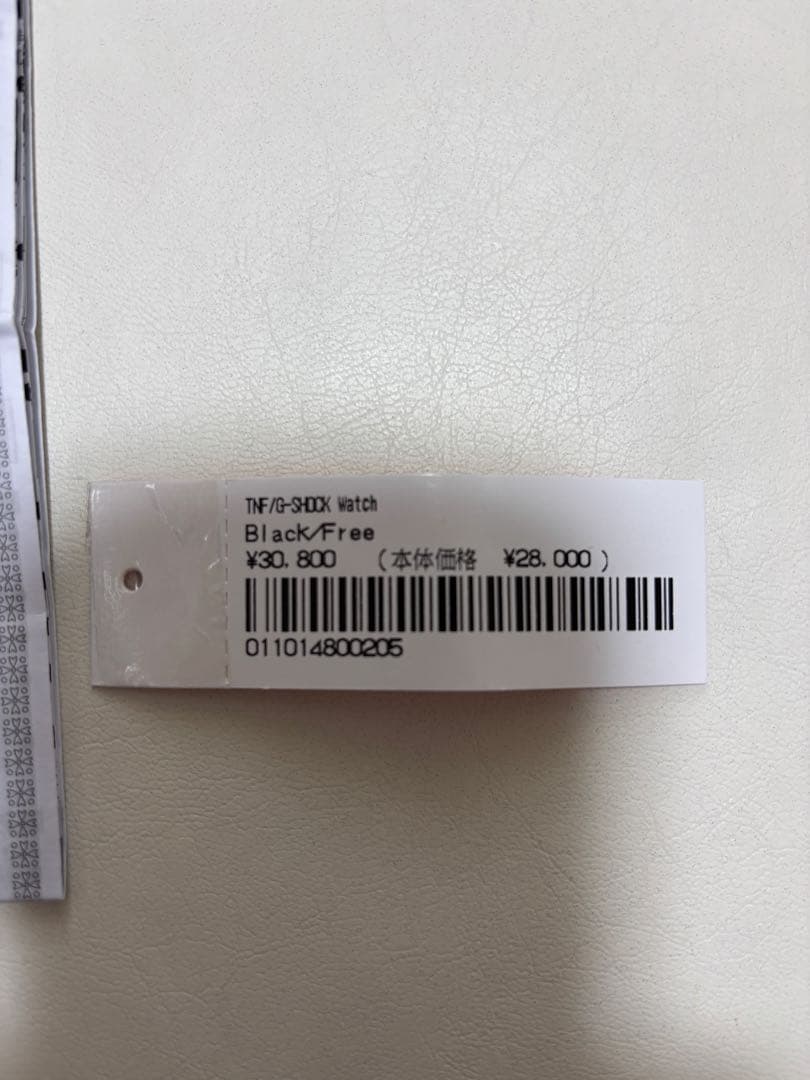 TNF/G-SHOCK Watch
Black/Free
¥30.800 (本体価格 ¥28.000 )
011014800205